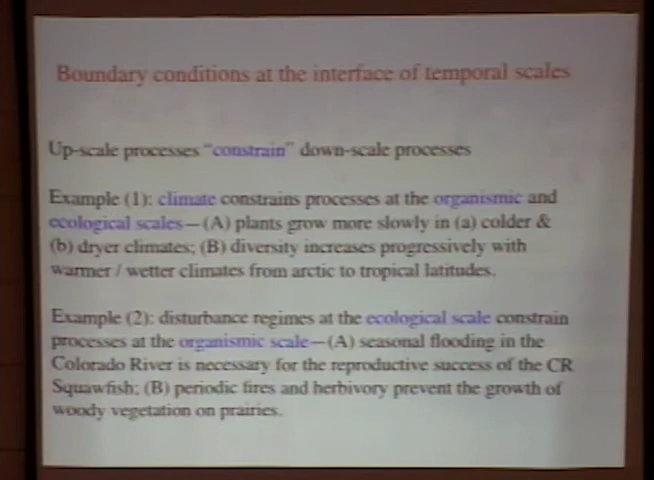 Boundary conditions at the interface of temporal scales
Up-scale processes "constrain" down-scale processes
Example (1): climate constrains processes at the organismic and
ecological scales—(A) plants grow more slowly in (a) colder &
(b) dryer climates; (B) diversity increases progressively with
warmer / wetter climates from arctic to tropical latitudes.
Example (2): disturbance regimes at the ecological scale constrain
processes at the organismic scale—(A) seasonal flooding in the
Colorado River is necessary for the reproductive success of the CR
Squawfish; (B) periodic fires and herbivory prevent the growth of
woody vegetation on prairies.